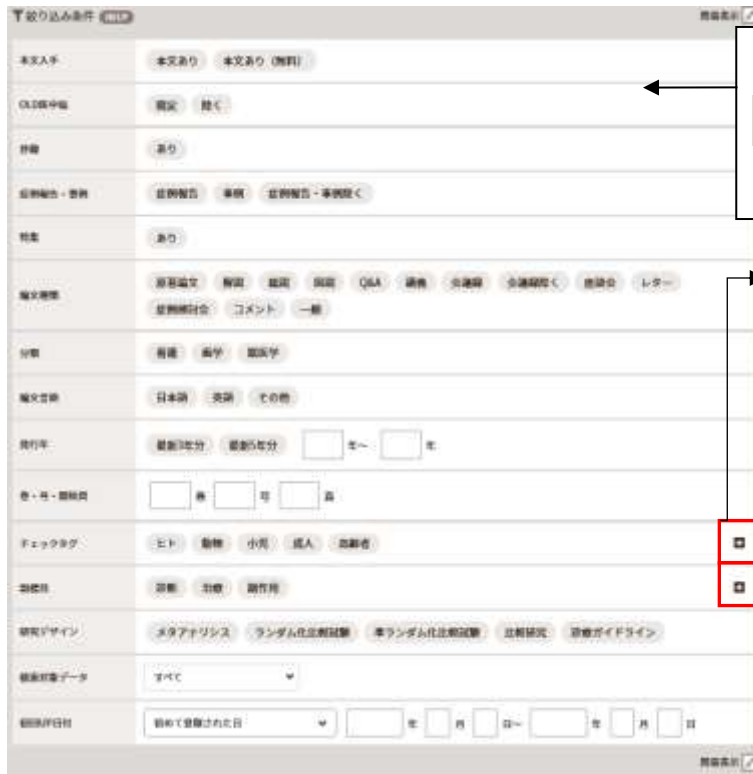 絞り込み条件 HELP
簡易表示
本文入手 本文あり 本文あり（無料）
OLD医中誌 限定 除く
抄録 あり
症例報告・事例 症例報告 事例 症例報告・事例除く
特集 あり
論文種類 原著論文 解説 総説 図説 Q&A 講義 会議録 会議録除く 座談会 レター
症例検討会 コメント 一般
分類 看護 歯学 獣医学
論文言語 日本語 英語 その他
発行年 最新3年分 最新5年分 年～ 年
巻・号・開始頁 巻 号 頁
チェックタグ ヒト 動物 小児 成人 高齢者
副標目 診断 治療 副作用
研究デザイン メタアナリシス ランダム化比較試験 準ランダム化比較試験 比較研究 診療ガイドライン
検索対象データ すべて
初めて登録された日 年 月 日～ 年 月 日
簡易表示